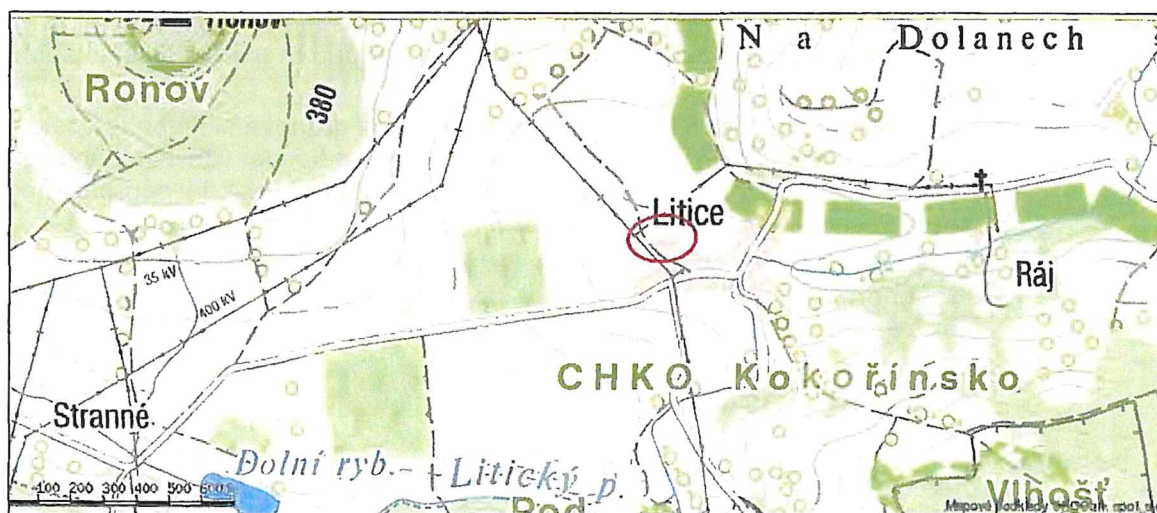 Na Dolanech
Ronov
380
Litice
Ráj
35 kV
400 kV
CHKO Kokořínsko
Stranné
Dolní ryb.
Litický p.
100 200 300 400 500 600
Vlhošť